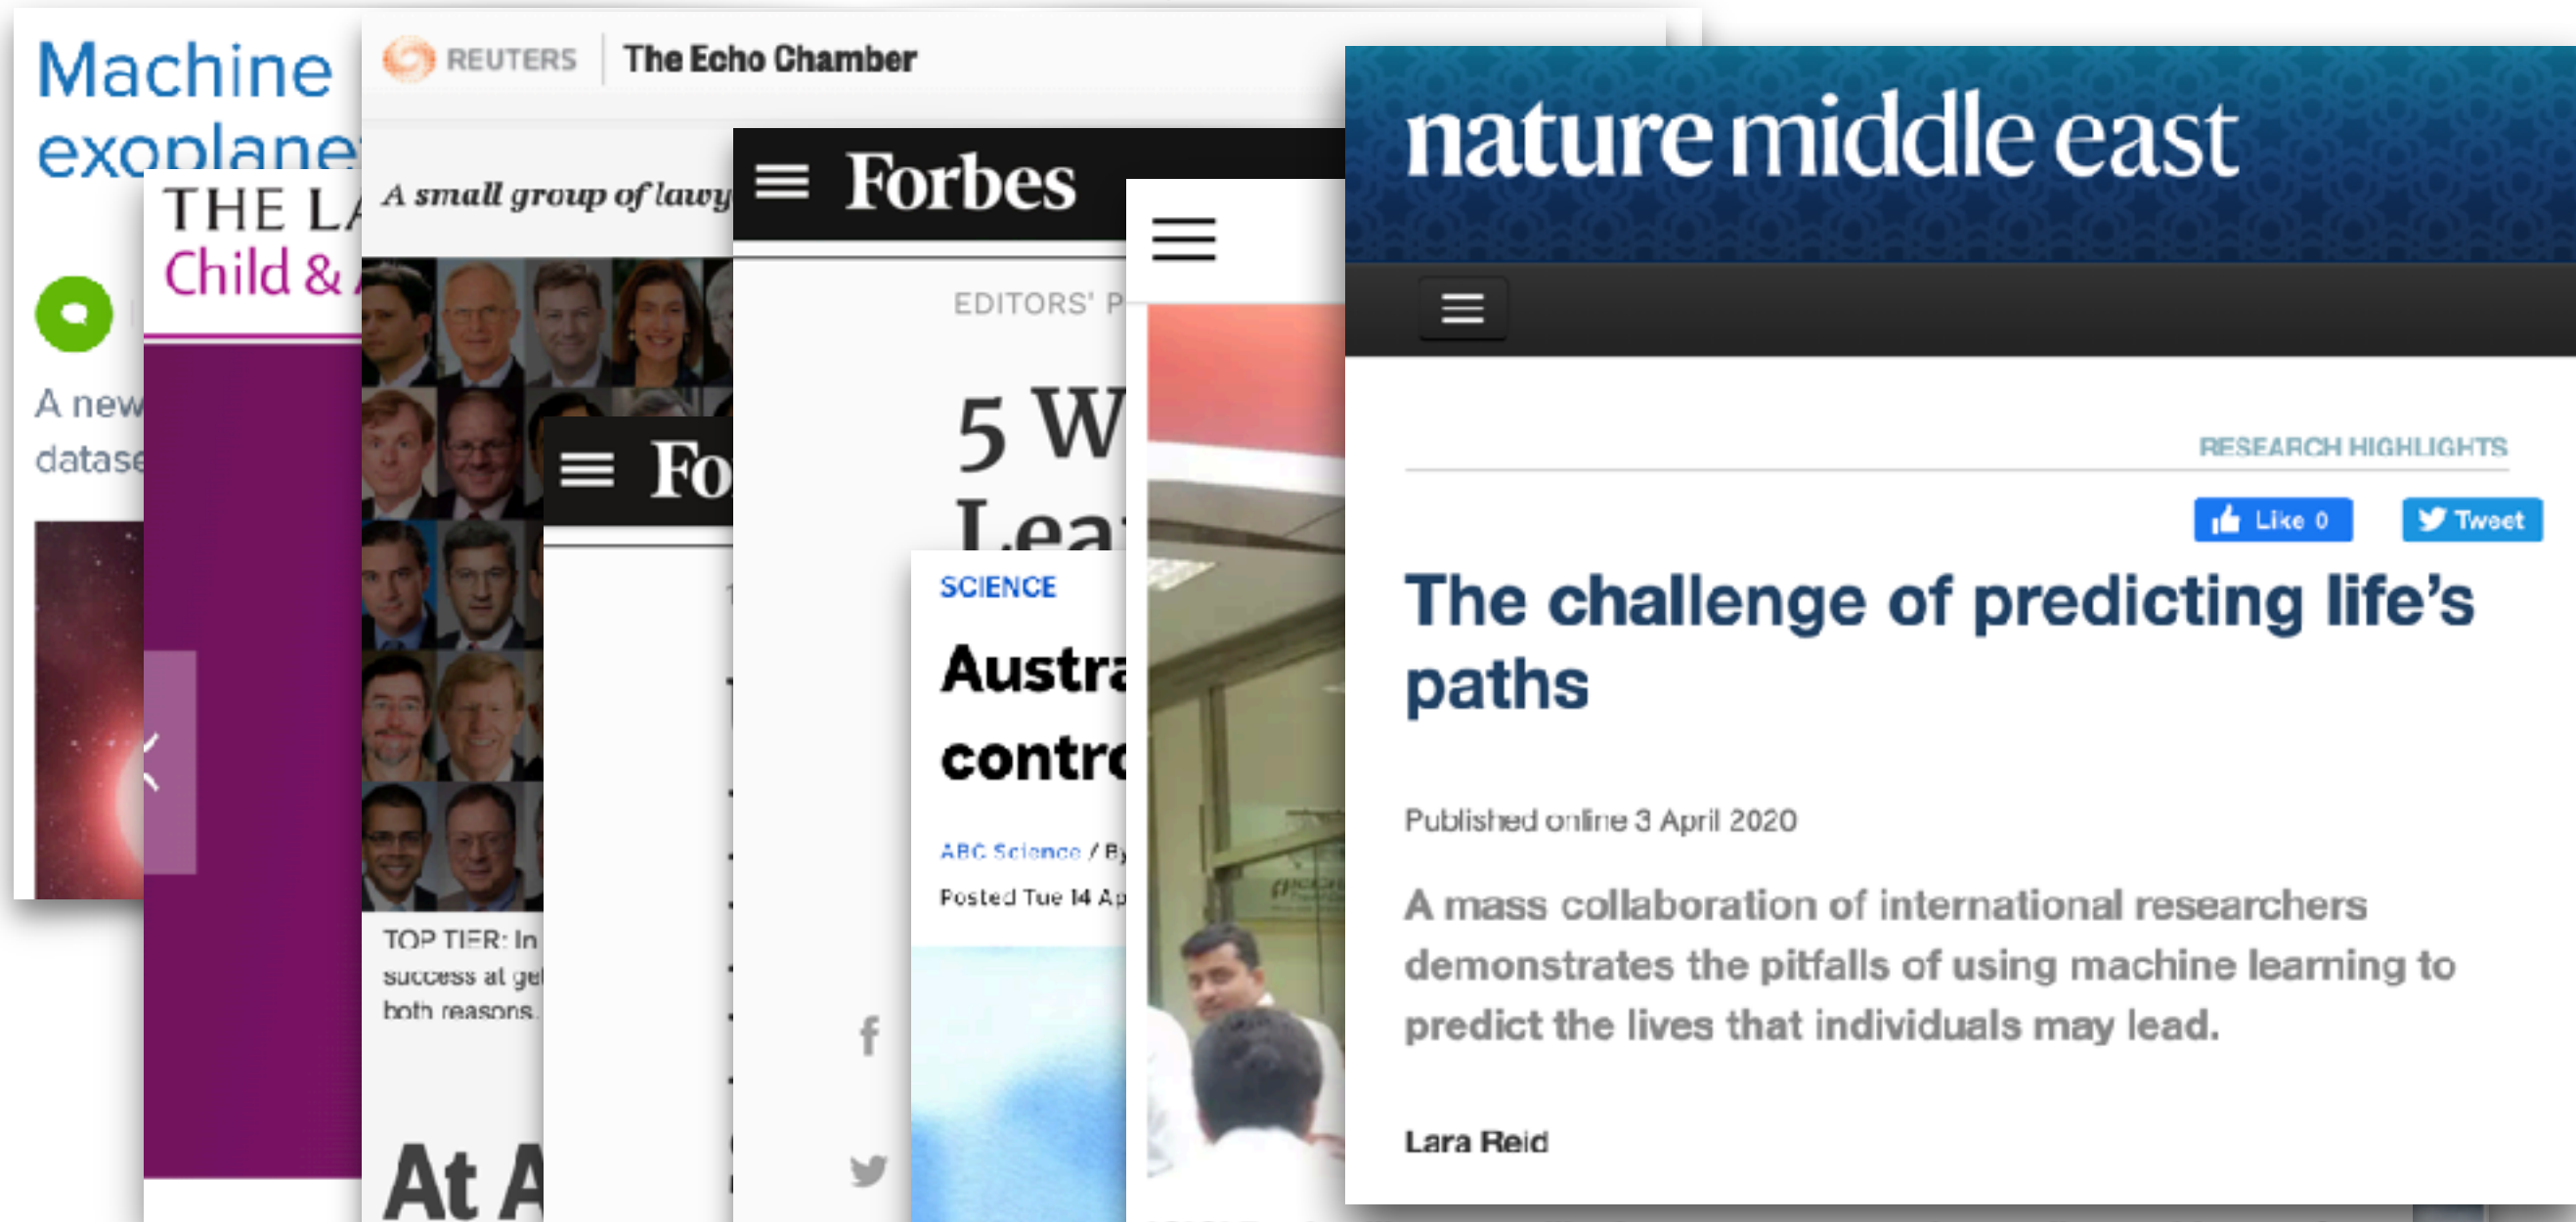 Machine
exoplane
A new
datase
THE LA
Child &
REUTERS
The Echo Chamber
A small group of lawy
TOP TIER: In
success at gel
both reasons.
At A
Fo
Forbes
EDITORS' P
5 W
Lea
SCIENCE
Austra
contro
ABC Science / By
Posted Tue 14 Ap
nature middle east
RESEARCH HIGHLIGHTS
Like 0
Tweet
The challenge of predicting life's
paths
Published online 3 April 2020
A mass collaboration of international researchers
demonstrates the pitfalls of using machine learning to
predict the lives that individuals may lead.
Lara Reid